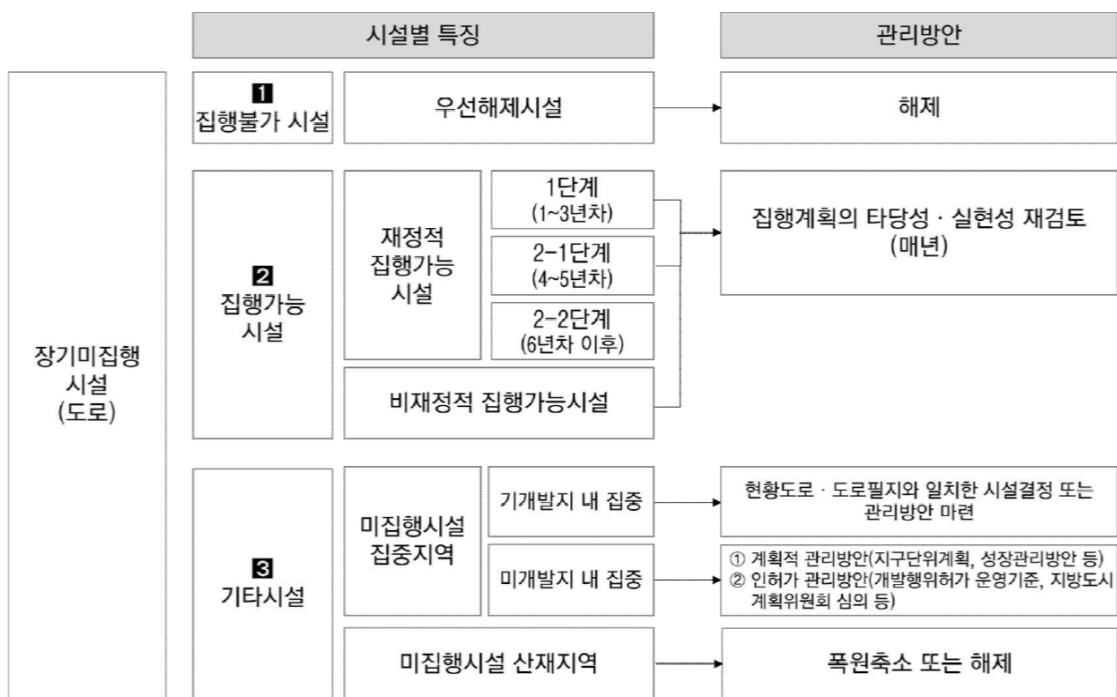 시설별 특징
관리방안
장기미집행
시설
(도로)
1
집행불가 시설
우선해제시설
해제
2
집행가능
시설
재정적
집행가능
시설
1단계
(1~3년차)
2-1단계
(4~5년차)
2-2단계
(6년차 이후)
비재정적 집행가능시설
집행계획의 타당성 · 실현성 재검토
(매년)
3
기타시설
미집행시설
집중지역
기개발지 내 집중
현황도로 · 도로필지와 일치한 시설결정 또는
관리방안 마련
미개발지 내 집중
① 계획적 관리방안(지구단위계획, 성장관리방안 등)
② 인허가 관리방안(개발행위허가 운영기준, 지방도시
계획위원회 심의 등)
미집행시설 산재지역
폭원축소 또는 해제